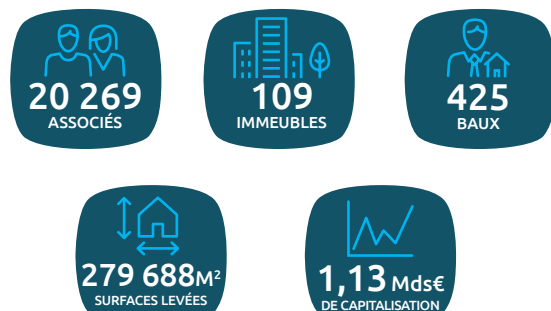 20 269
ASSOCIÉS
109
IMMEUBLES
425
BAUX
279 688M²
SURFACES LEVÉES
1,13 Mds€
DE CAPITALISATION